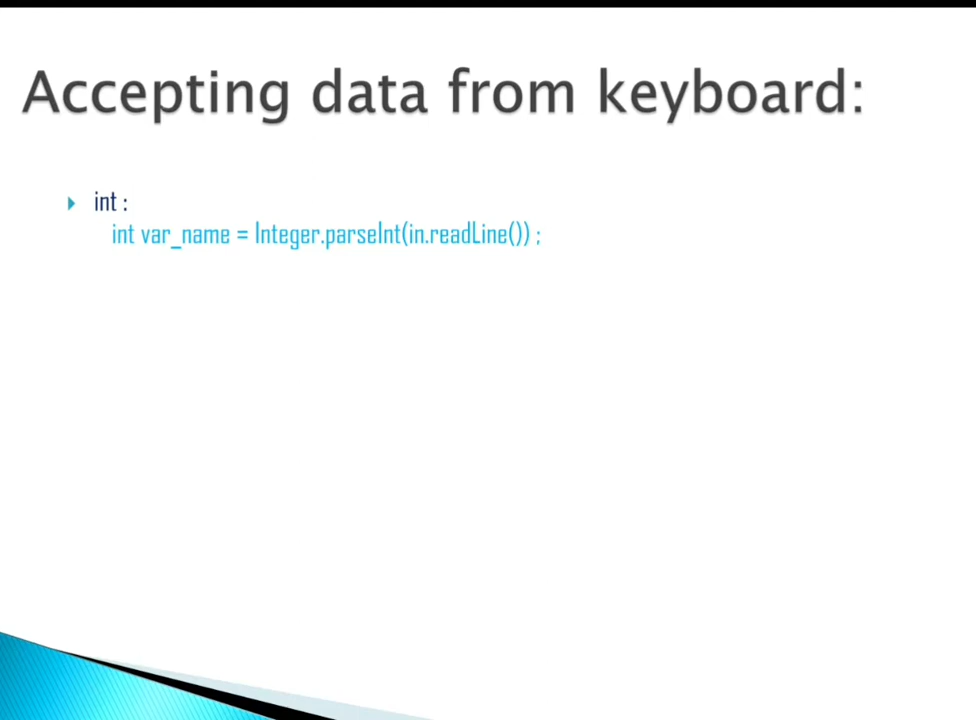 Accepting data from keyboard:
int :
int var_name = Integer.parseInt(in.readLine()) ;